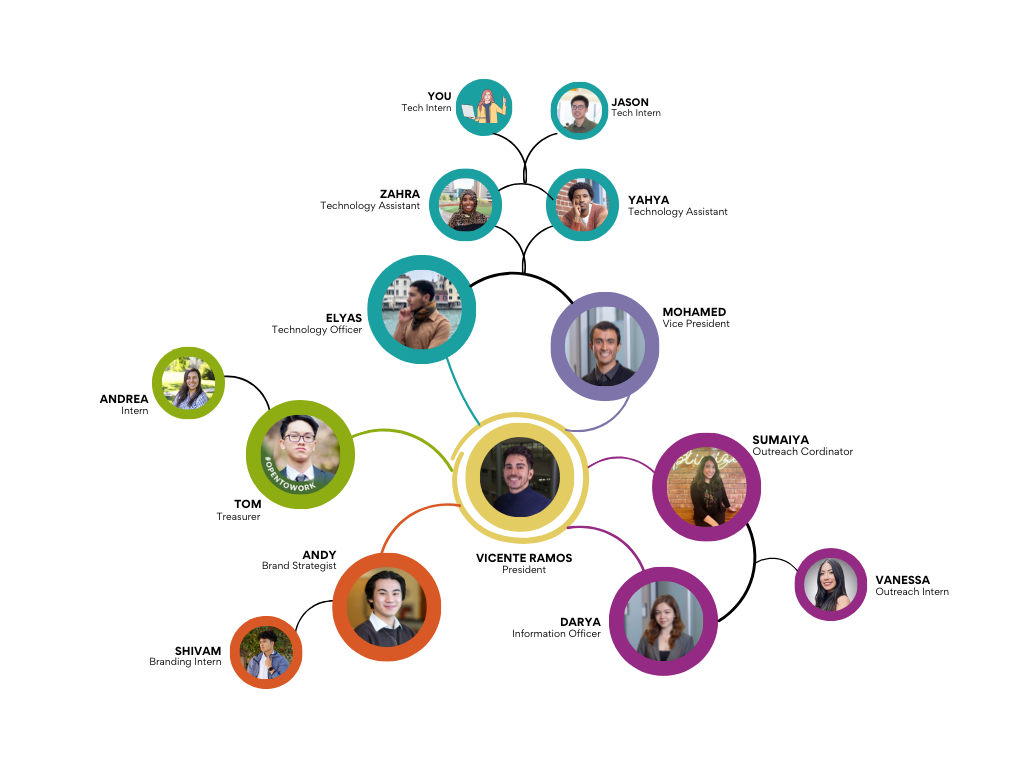 YOU
Tech Intern
JASON
Tech Intern
ZAHRA
Technology Assistant
YAHYA
Technology Assistant
ELYAS
Technology Officer
MOHAMED
Vice President
ANDREA
Intern
#OPENTOWORK
TOM
Treasurer
SUMAIYA
Outreach Cordinator
VICENTE RAMOS
President
ANDY
Brand Strategist
VANESSA
Outreach Intern
DARYA
Information Officer
SHIVAM
Branding Intern